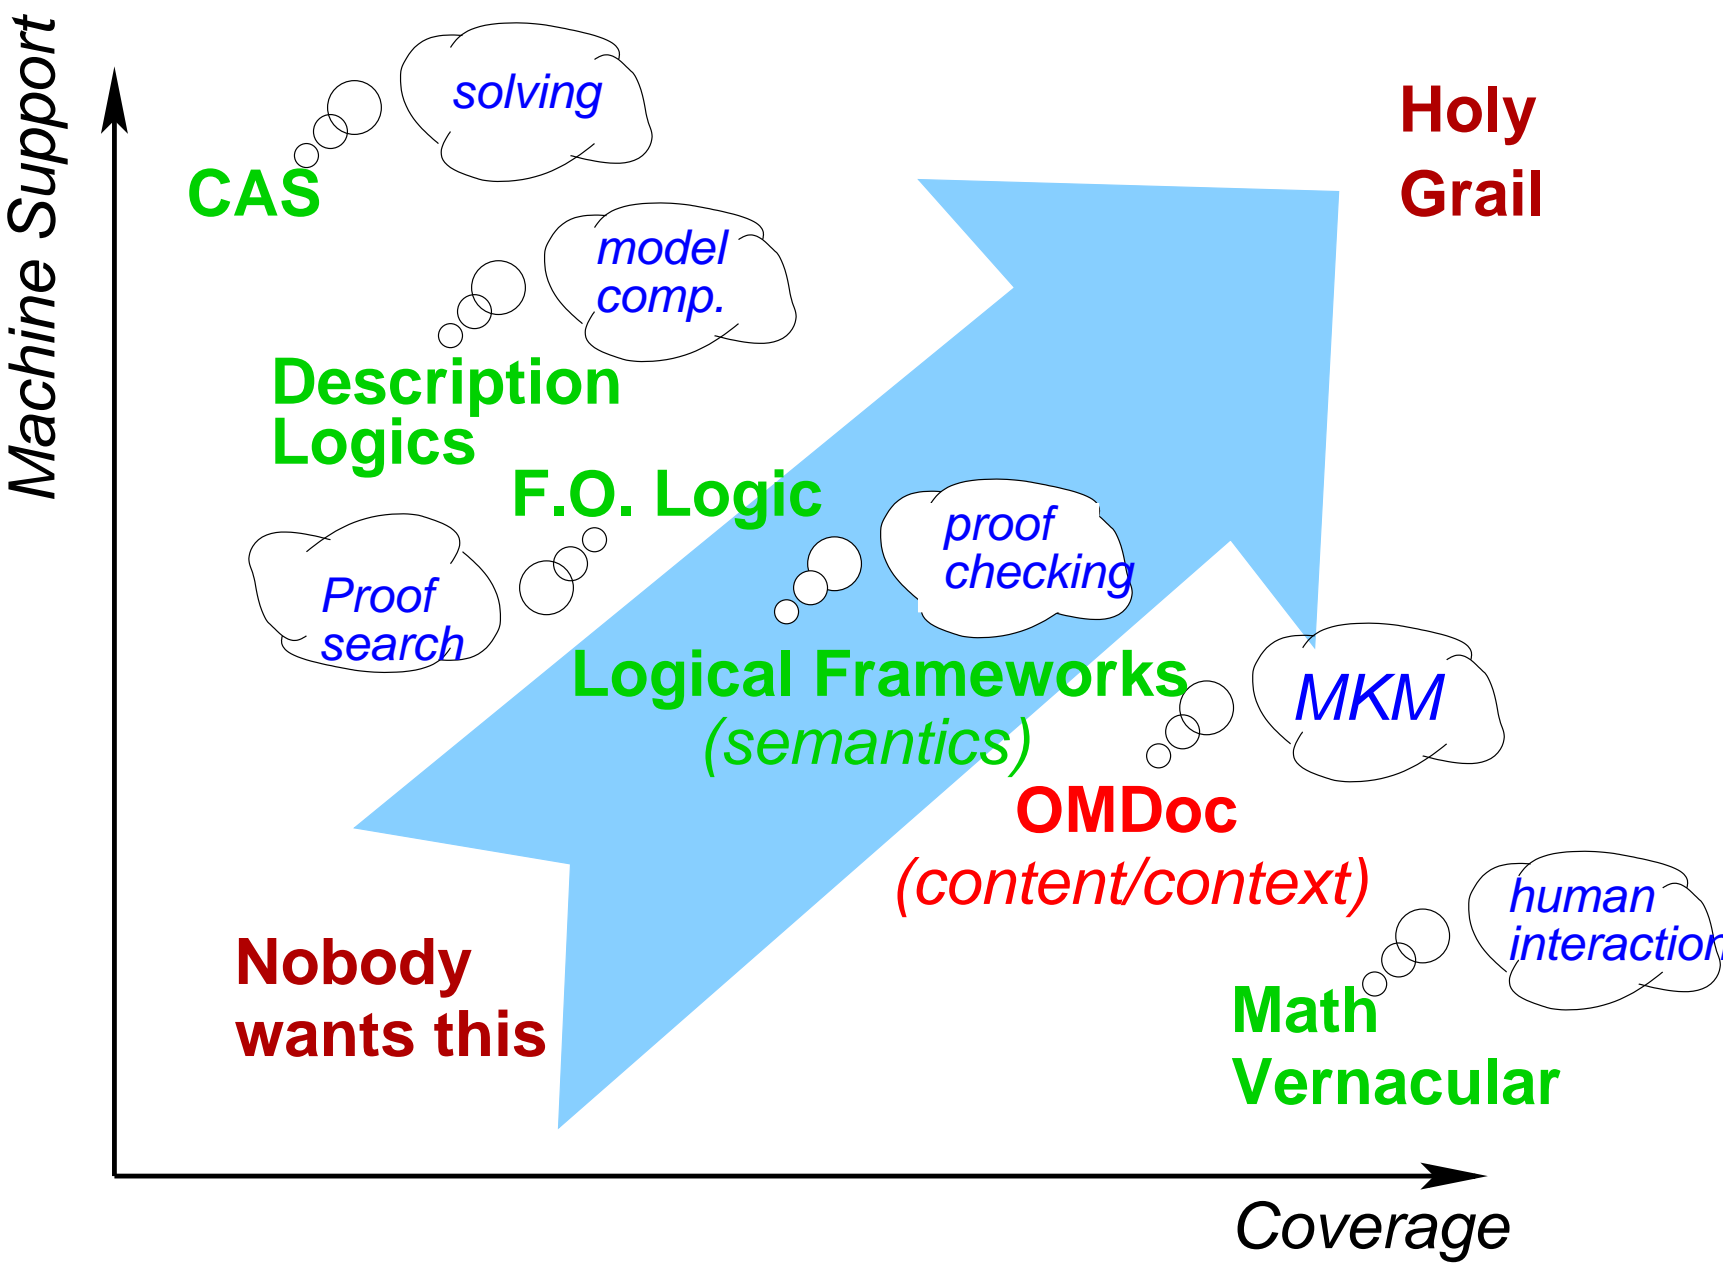 Machine Support
solving
Holy
Grail
CAS
model
comp.
Description
Logics
F.O. Logic
proof
checking
Proof
search
Logical Frameworks
(semantics)
MKM
OMDoc
(content/context)
human
interaction
Nobody
wants this
Math
Vernacular
Coverage